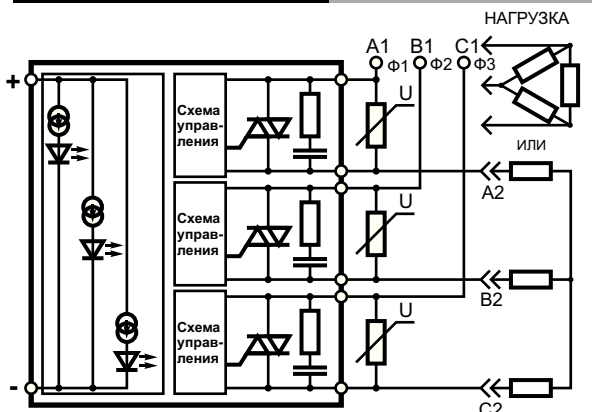 НАГРУЗКА
A1 B1 C1
Ф1 Ф2 Ф3
+
U
Схема
управ-
ления
ИЛИ
A2
U
Схема
управ-
ления
B2
U
Схема
управ-
ления
-
C2